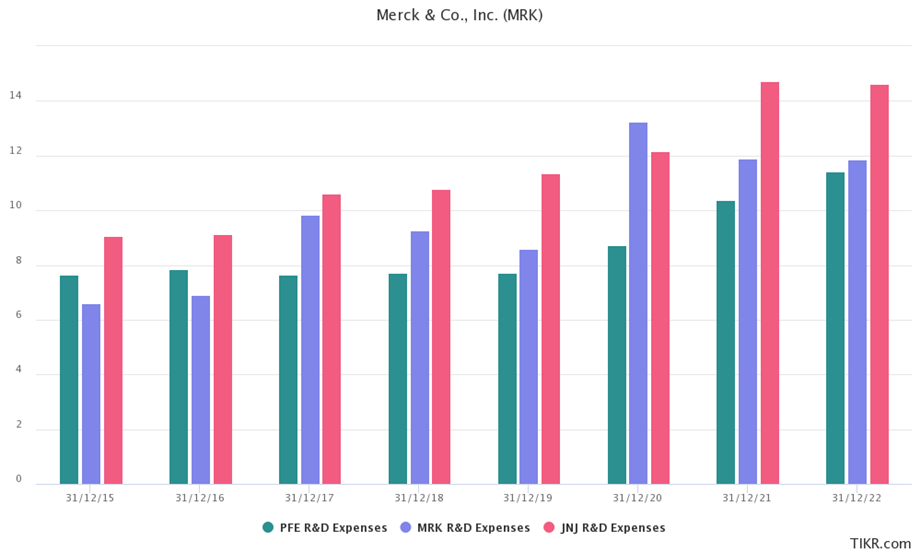 Merck & Co., Inc. (MRK)
14
12
10
8
6
4
2
0
31/12/15 31/12/16 31/12/17 31/12/18 31/12/19 31/12/20 31/12/21 31/12/22
PFE R&D Expenses MRK R&D Expenses JNJ R&D Expenses
TIKR.com